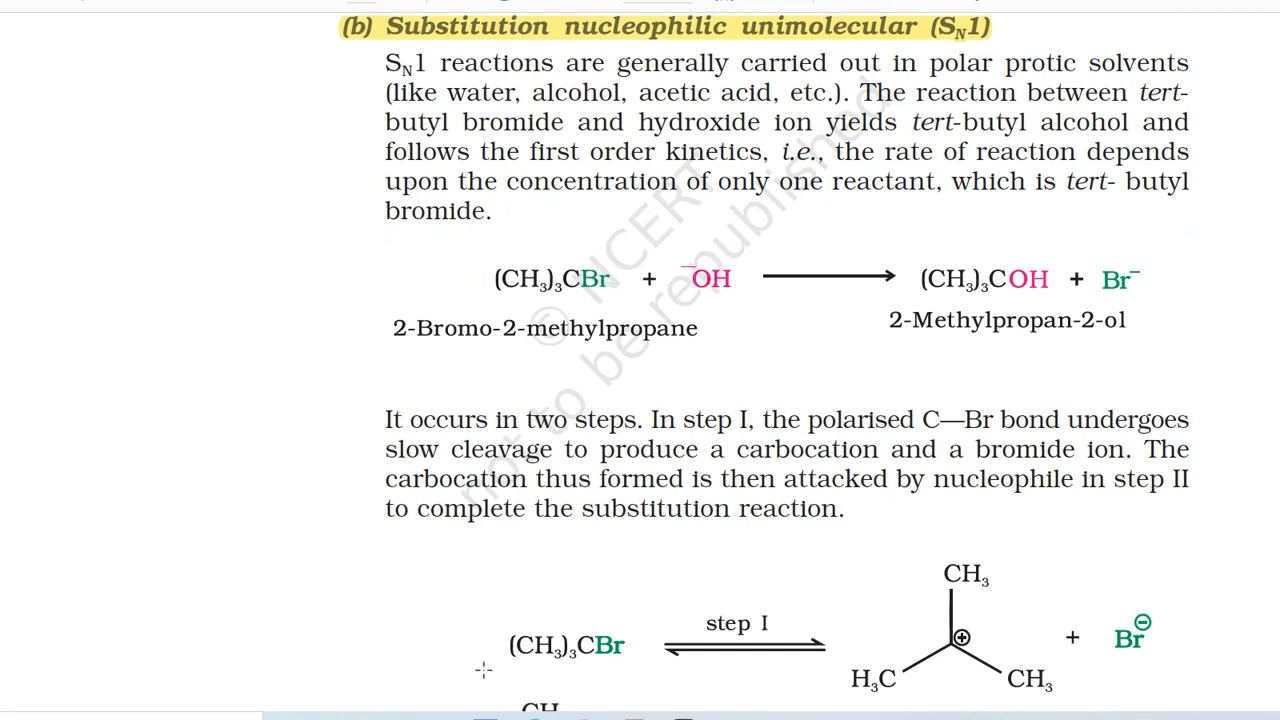 (b) Substitution nucleophilic unimolecular (SN1)
SN1 reactions are generally carried out in polar protic solvents
(like water, alcohol, acetic acid, etc.). The reaction between tert-
butyl bromide and hydroxide ion yields tert-butyl alcohol and
follows the first order kinetics, i.e., the rate of reaction depends
upon the concentration of only one reactant, which is tert- butyl
bromide.
(CH₃)₃CBr + ⁻OH ⟶ (CH₃)₃COH + Br⁻
2-Bromo-2-methylpropane 2-Methylpropan-2-ol
© NCERT
not to be republished
It occurs in two steps. In step I, the polarised C—Br bond undergoes
slow cleavage to produce a carbocation and a bromide ion. The
carbocation thus formed is then attacked by nucleophile in step II
to complete the substitution reaction.
CH₃
step I
(CH₃)₃CBr ⇌ ⊕ + Br⊖
H₃C CH₃